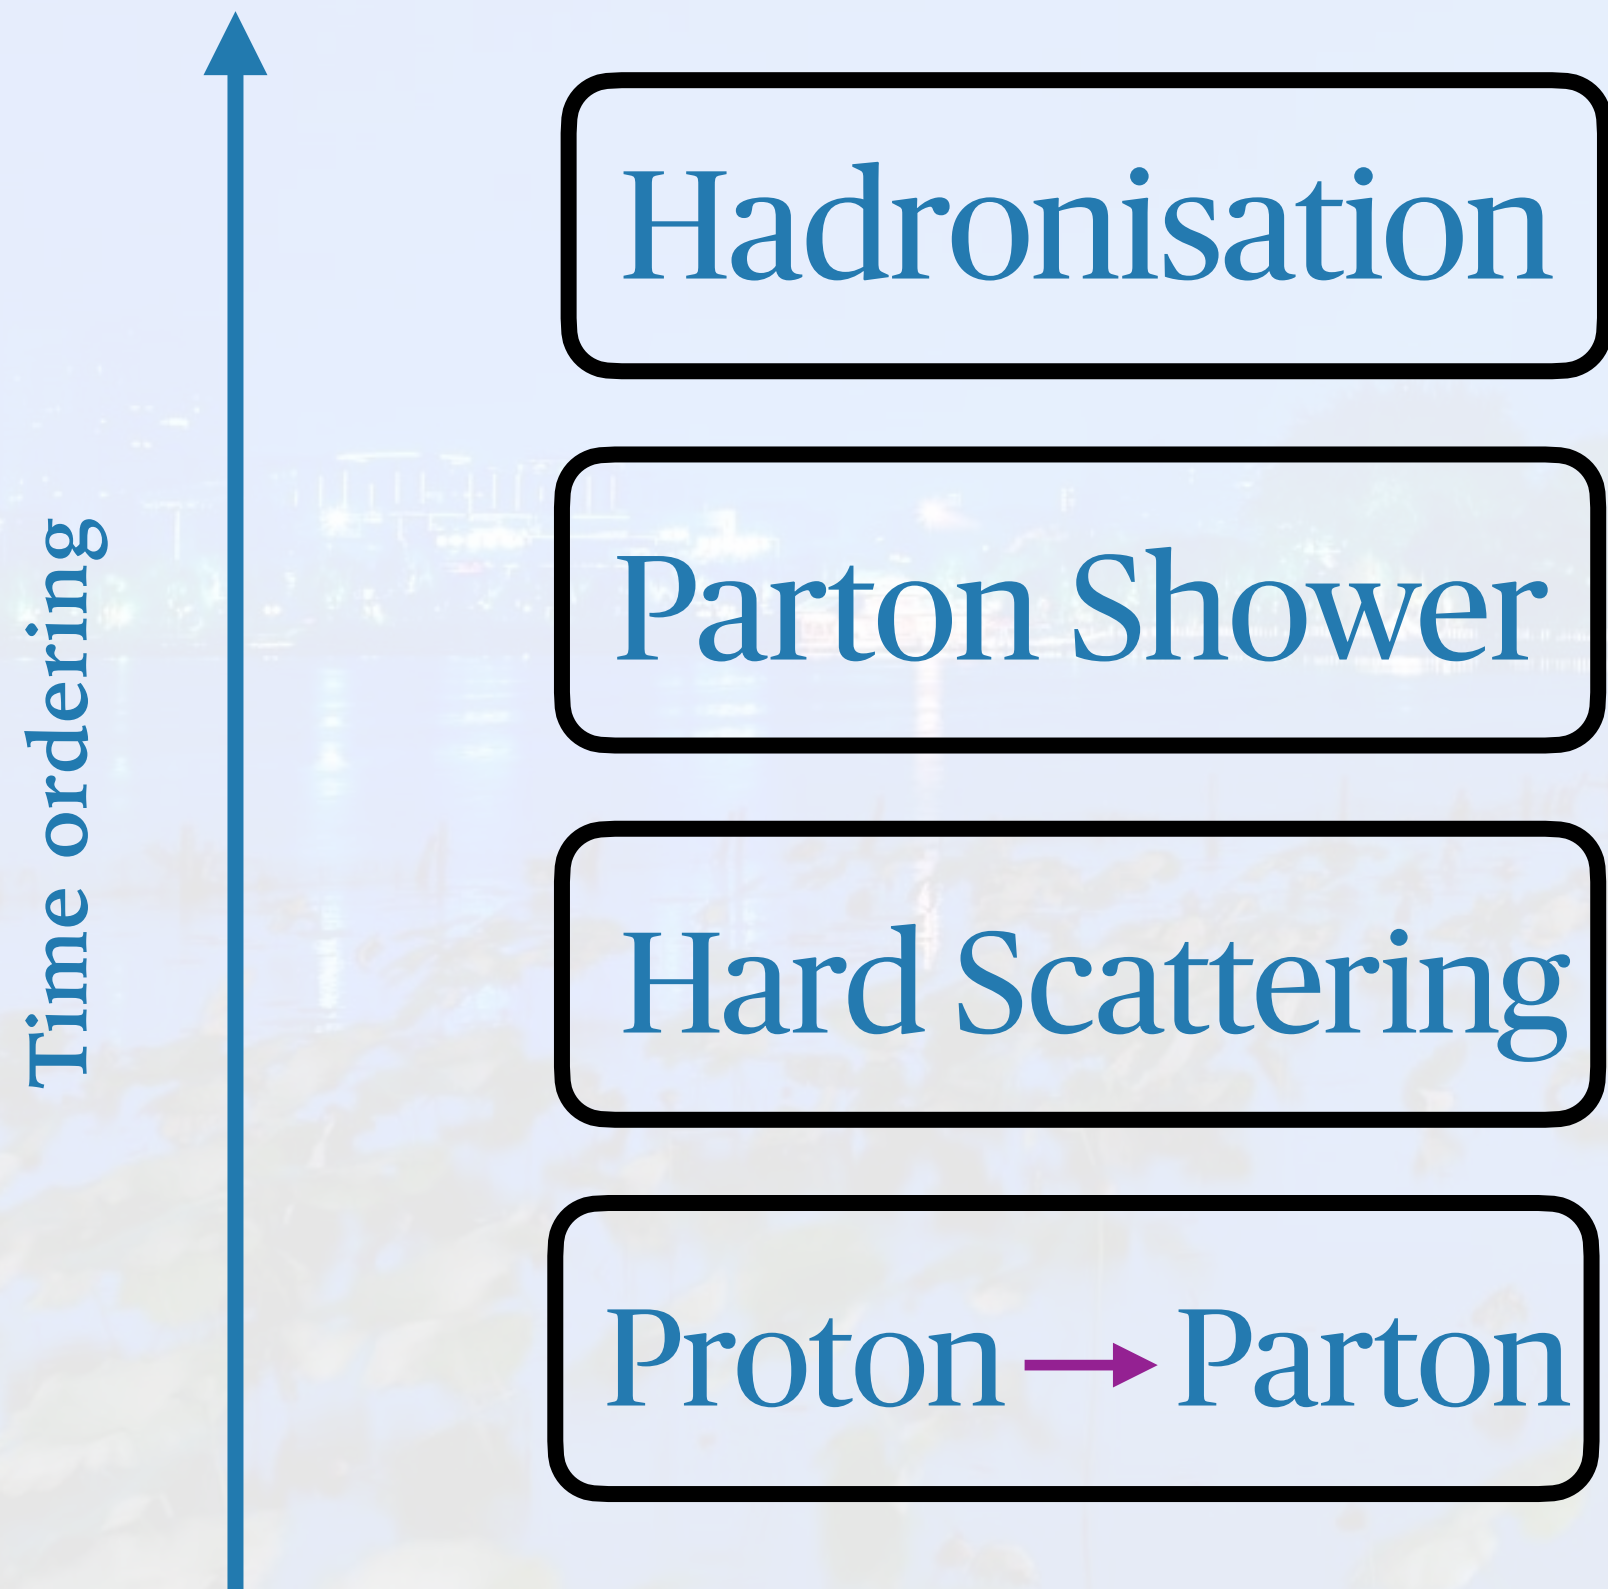 Time ordering
Hadronisation
Parton Shower
Hard Scattering
Proton → Parton